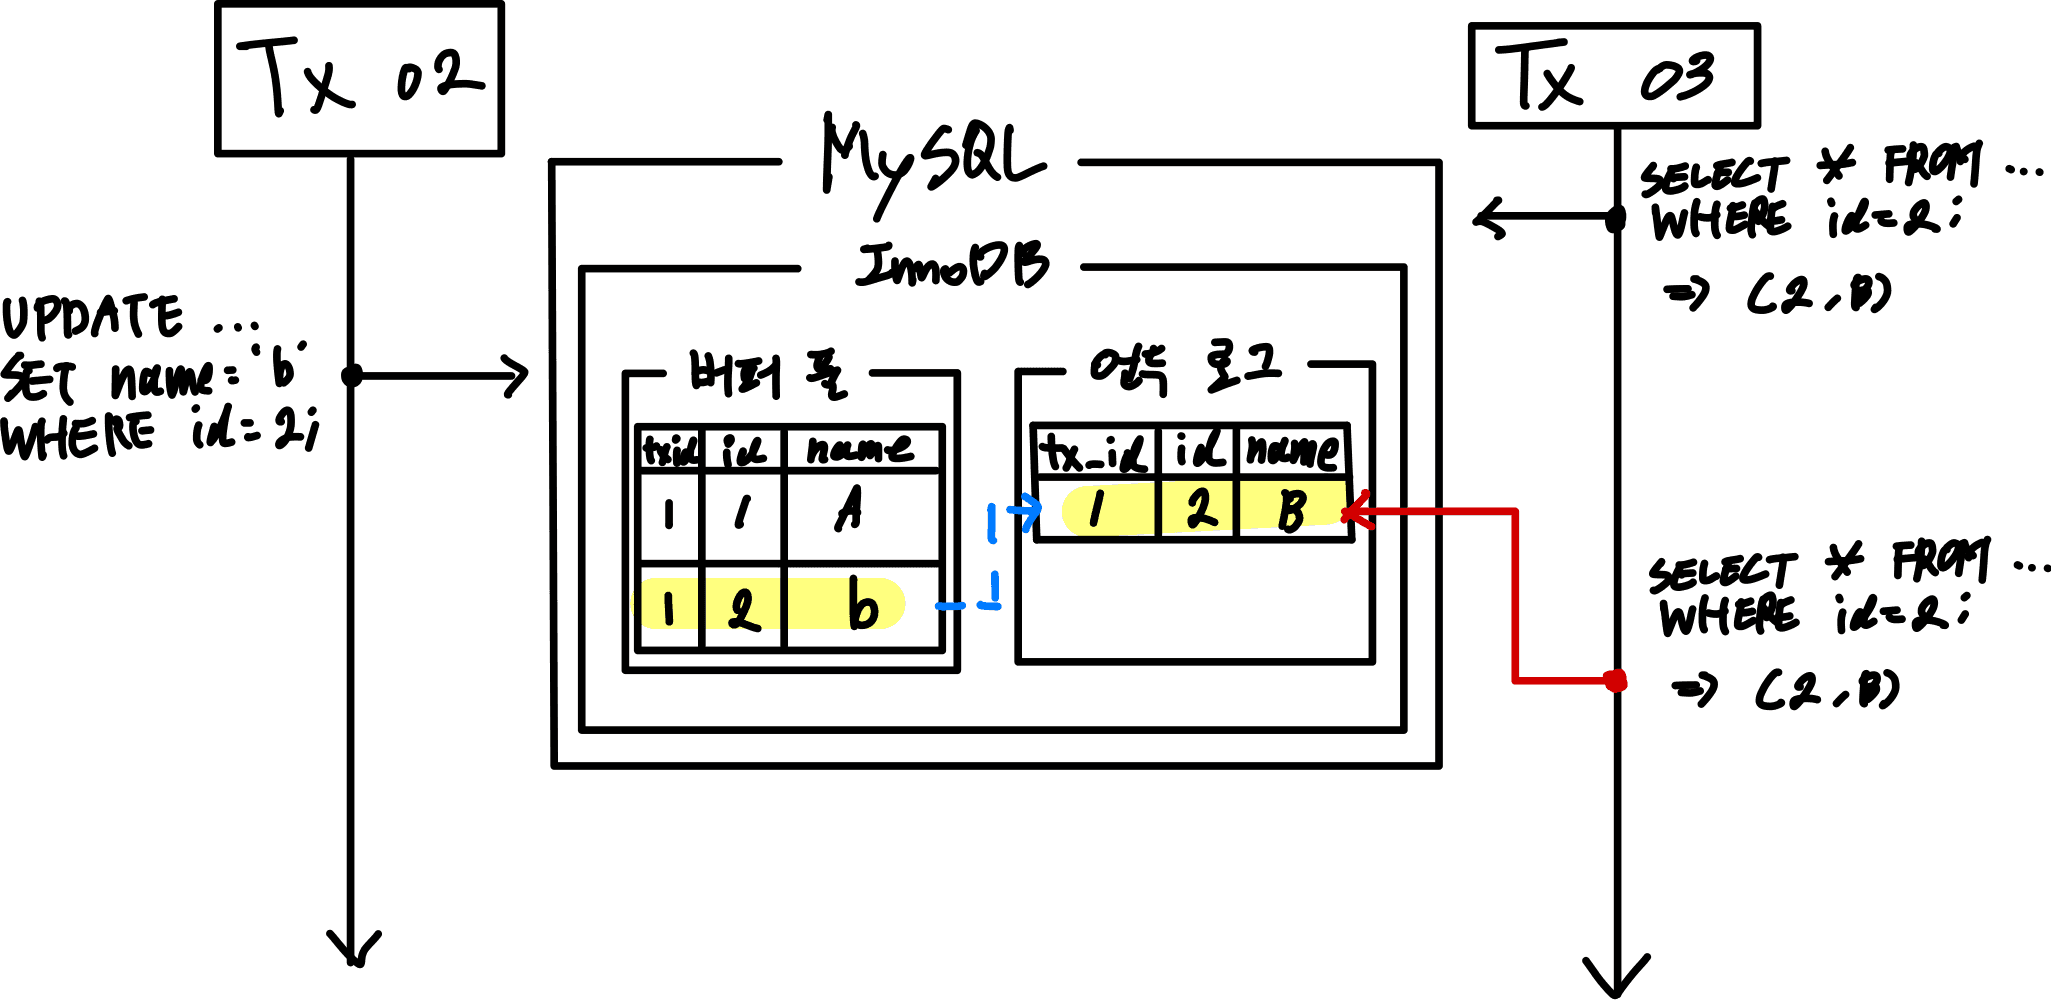 Tx 02
UPDATE ...
SET name='b'
WHERE id=2;
MySQL
InnoDB
버퍼 풀
txid id name
1 1 A
1 2 b
언두 로그
tx_id id name
1 2 B
Tx 03
SELECT * FROM ...
WHERE id=2;
=> (2, B)
SELECT * FROM ...
WHERE id=2;
=> (2, B)